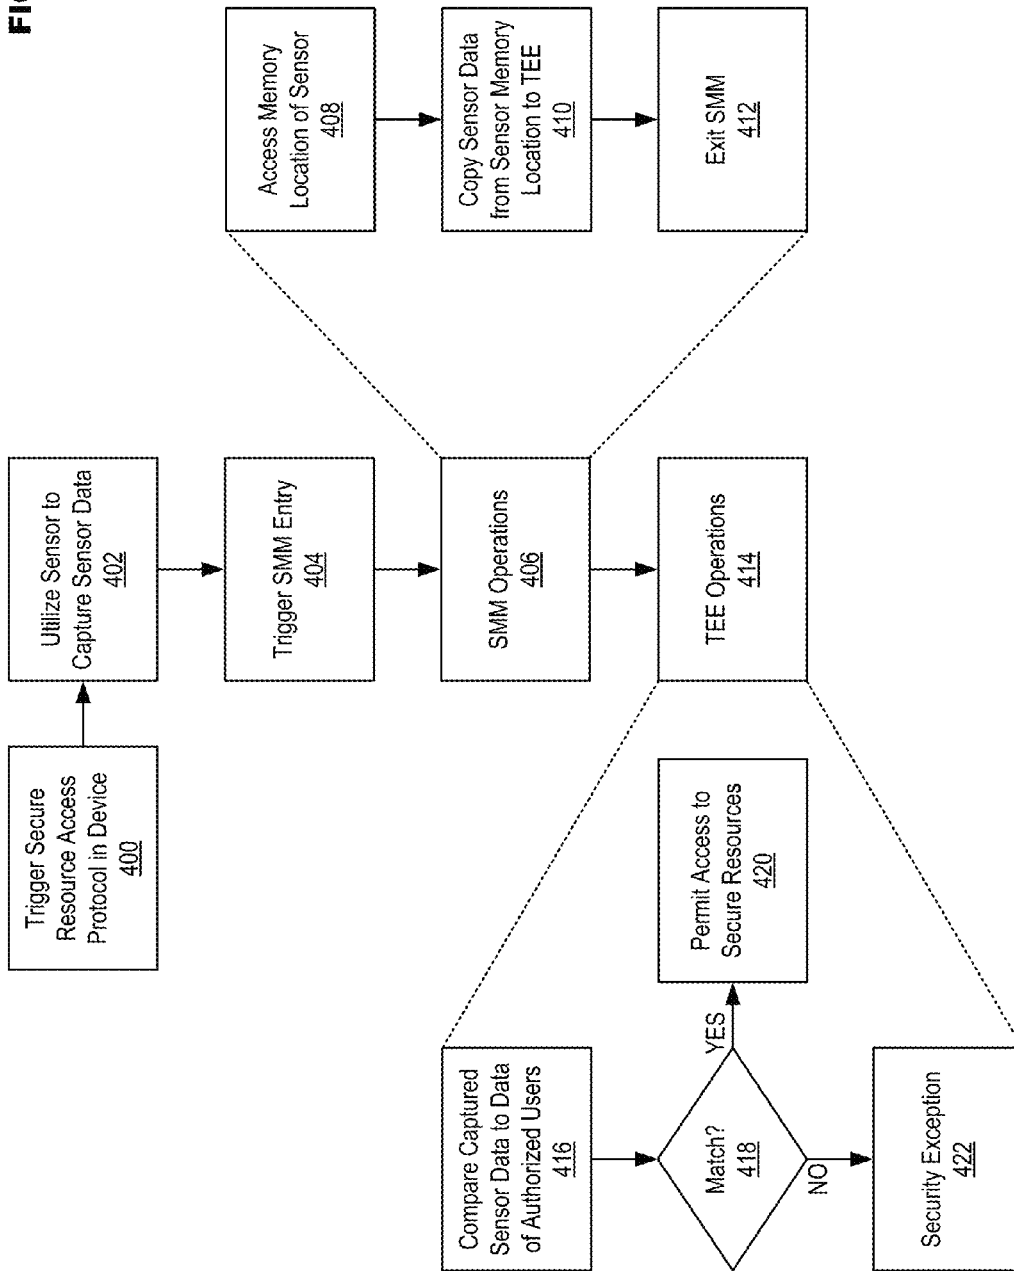 FIG
Trigger Secure
Resource Access
Protocol in Device
400
Utilize Sensor to
Capture Sensor Data
402
Trigger SMM Entry
404
SMM Operations
406
Access Memory
Location of Sensor
408
Copy Sensor Data
from Sensor Memory
Location to TEE
410
Exit SMM
412
TEE Operations
414
Compare Captured
Sensor Data to Data
of Authorized Users
416
Match?
418
YES
NO
Permit Access to
Secure Resources
420
Security Exception
422